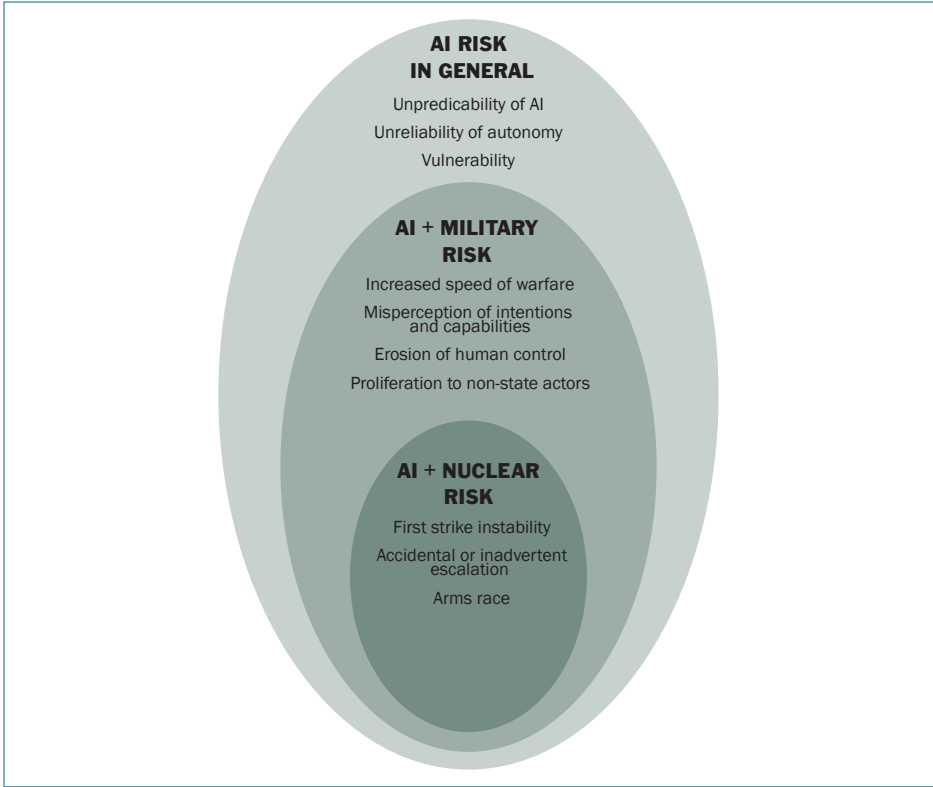 AI RISK
IN GENERAL
Unpredicability of AI
Unreliability of autonomy
Vulnerability
AI + MILITARY
RISK
Increased speed of warfare
Misperception of intentions
and capabilities
Erosion of human control
Proliferation to non-state actors
AI + NUCLEAR
RISK
First strike instability
Accidental or inadvertent
escalation
Arms race